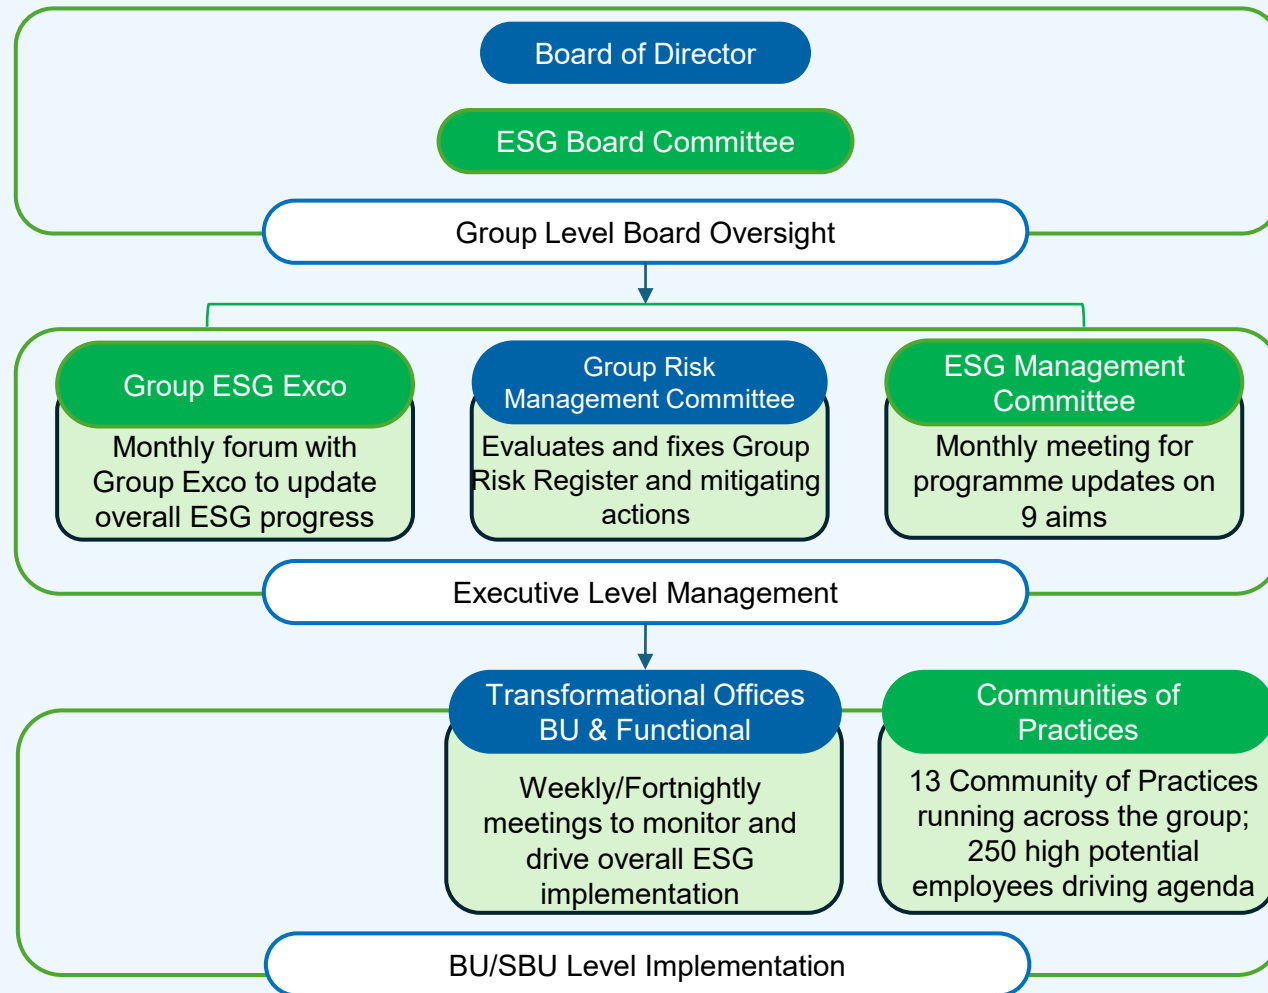 Board of Director
ESG Board Committee
Group Level Board Oversight
Group ESG Exco
Monthly forum with
Group Exco to update
overall ESG progress
Group Risk
Management Committee
Evaluates and fixes Group
Risk Register and mitigating
actions
ESG Management
Committee
Monthly meeting for
programme updates on
9 aims
Executive Level Management
Transformational Offices
BU & Functional
Weekly/Fortnightly
meetings to monitor and
drive overall ESG
implementation
Communities of
Practices
13 Community of Practices
running across the group;
250 high potential
employees driving agenda
BU/SBU Level Implementation